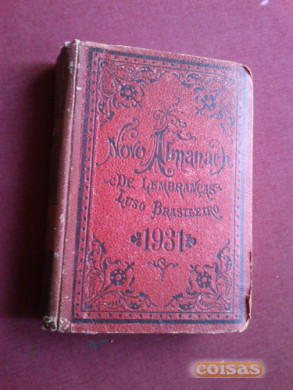 Novo Almanach
DE LEMBRANÇAS
LUSO BRASILEIRO
1931
coisas